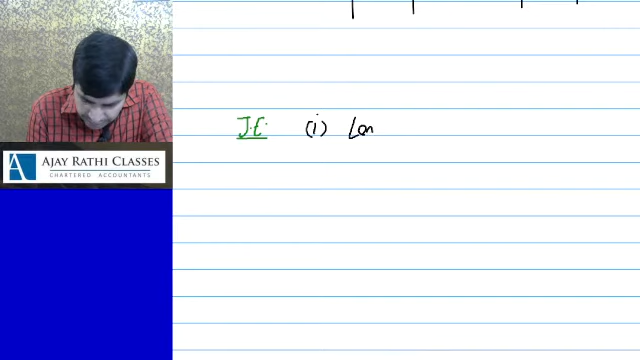 J.E. (i) Lan
A AJAY RATHI CLASSES
CHARTERED ACCOUNTANTS